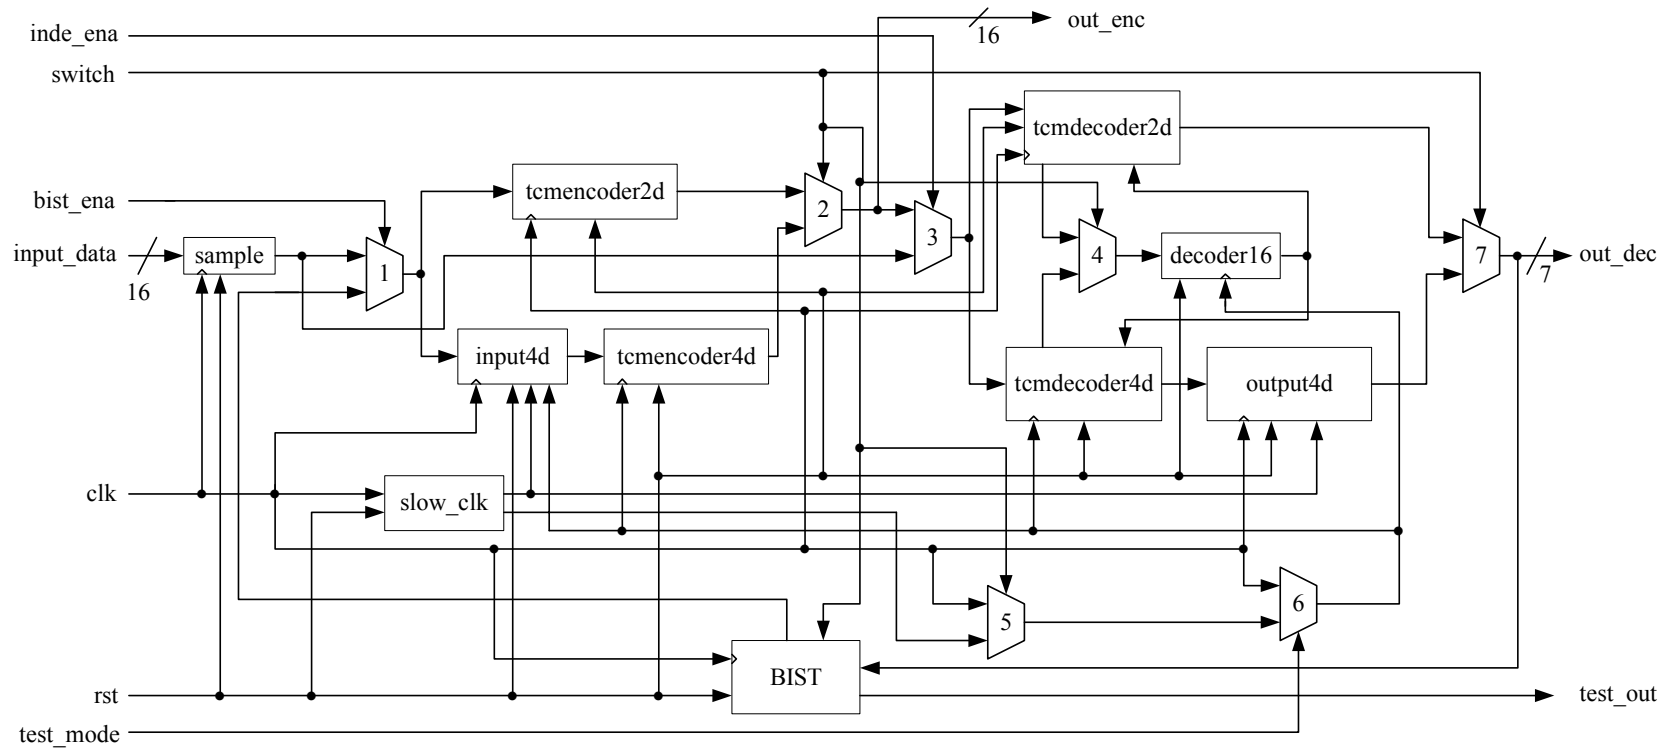 out_enc
16
inde_ena
switch
tcmdecoder2d
tcmencoder2d
bist_ena
2
3
input_data
sample
16
1
4
decoder16
7
out_dec
7
input4d
tcmencoder4d
tcmdecoder4d
output4d
clk
slow_clk
5
6
BIST
rst
test_out
test_mode